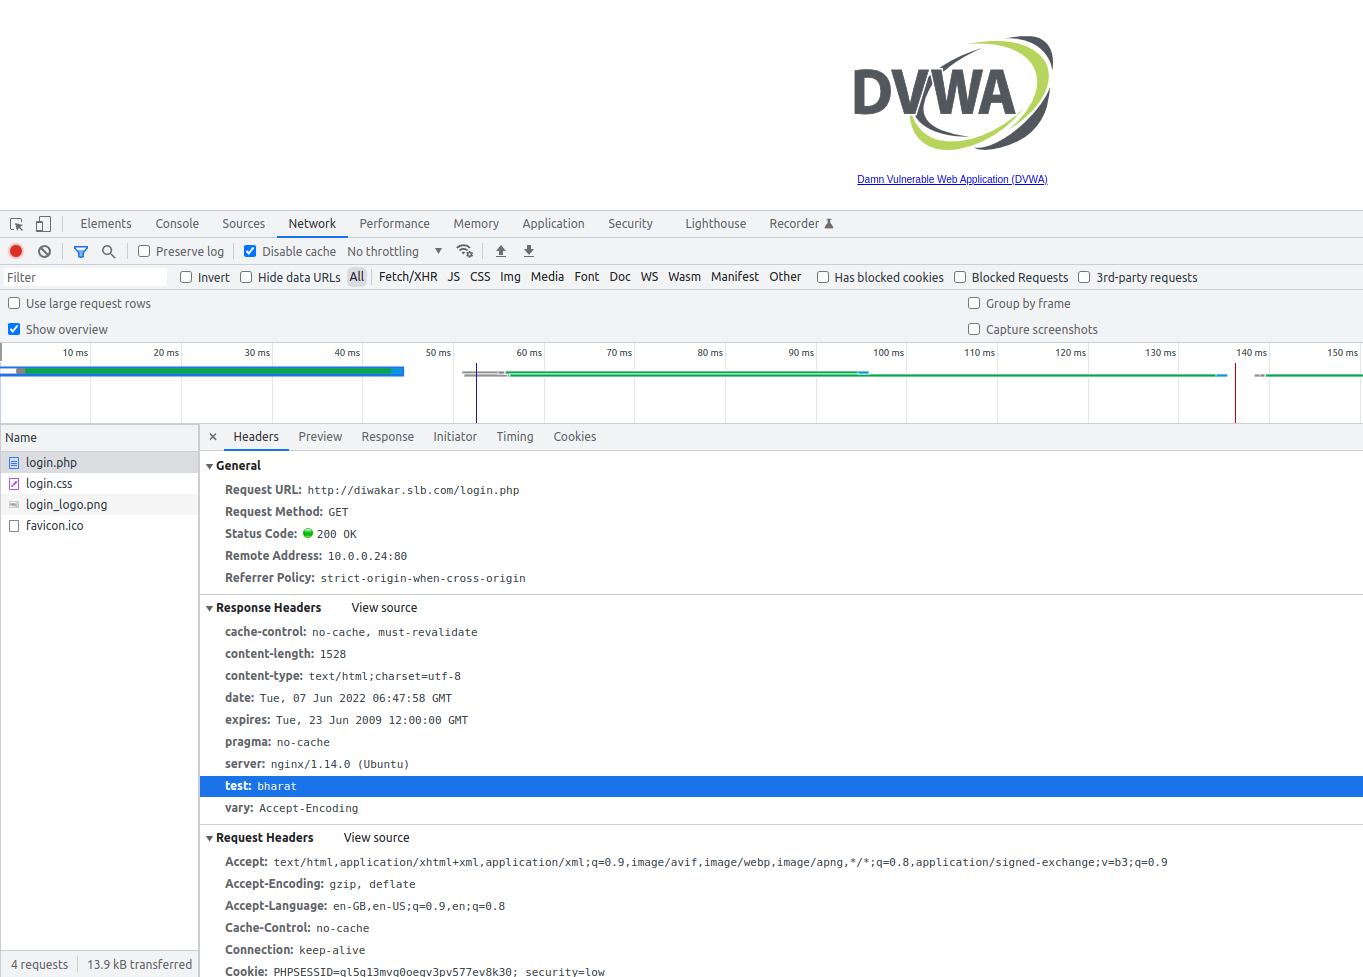 DVWA
Damn Vulnerable Web Application (DVWA)
Elements Console Sources Network Performance Memory Application Security Lighthouse Recorder
Preserve log Disable cache No throttling
Filter Invert Hide data URLs All Fetch/XHR JS CSS Img Media Font Doc WS Wasm Manifest Other Has blocked cookies Blocked Requests 3rd-party requests
Use large request rows Group by frame
Show overview Capture screenshots
10 ms 20 ms 30 ms 40 ms 50 ms 60 ms 70 ms 80 ms 90 ms 100 ms 110 ms 120 ms 130 ms 140 ms 150 ms
Name
login.php
login.css
login_logo.png
favicon.ico
4 requests 13.9 kB transferred
× Headers Preview Response Initiator Timing Cookies
General
Request URL: http://diwakar.slb.com/login.php
Request Method: GET
Status Code: 200 OK
Remote Address: 10.0.0.24:80
Referrer Policy: strict-origin-when-cross-origin
Response Headers View source
cache-control: no-cache, must-revalidate
content-length: 1528
content-type: text/html;charset=utf-8
date: Tue, 07 Jun 2022 06:47:58 GMT
expires: Tue, 23 Jun 2009 12:00:00 GMT
pragma: no-cache
server: nginx/1.14.0 (Ubuntu)
test: bharat
vary: Accept-Encoding
Request Headers View source
Accept: text/html,application/xhtml+xml,application/xml;q=0.9,image/avif,image/webp,image/apng,*/*;q=0.8,application/signed-exchange;v=b3;q=0.9
Accept-Encoding: gzip, deflate
Accept-Language: en-GB,en-US;q=0.9,en;q=0.8
Cache-Control: no-cache
Connection: keep-alive
Cookie: security=low